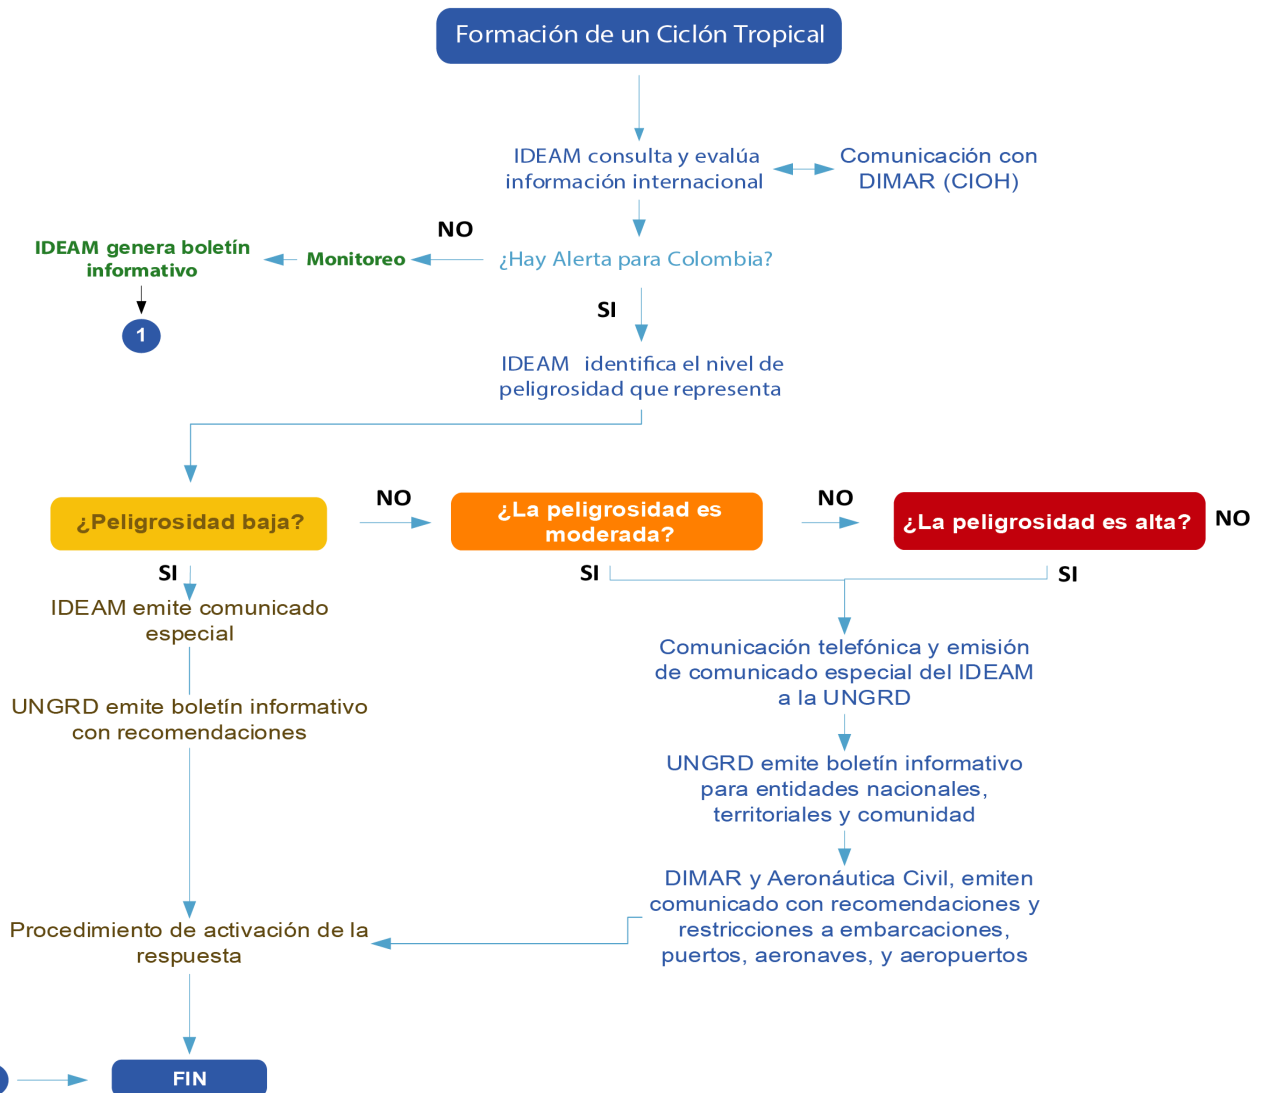 Formación de un Ciclón Tropical
IDEAM consulta y evalúa
información internacional
Comunicación con
DIMAR (CIOH)
NO
¿Hay Alerta para Colombia?
Monitoreo
IDEAM genera boletín
informativo
1
SI
IDEAM identifica el nivel de
peligrosidad que representa
¿Peligrosidad baja?
NO
¿La peligrosidad es
moderada?
NO
¿La peligrosidad es alta?
NO
SI
IDEAM emite comunicado
especial
UNGRD emite boletín informativo
con recomendaciones
SI
SI
Comunicación telefónica y emisión
de comunicado especial del IDEAM
a la UNGRD
UNGRD emite boletín informativo
para entidades nacionales,
territoriales y comunidad
DIMAR y Aeronáutica Civil, emiten
comunicado con recomendaciones y
restricciones a embarcaciones,
puertos, aeronaves, y aeropuertos
Procedimiento de activación de la
respuesta
FIN